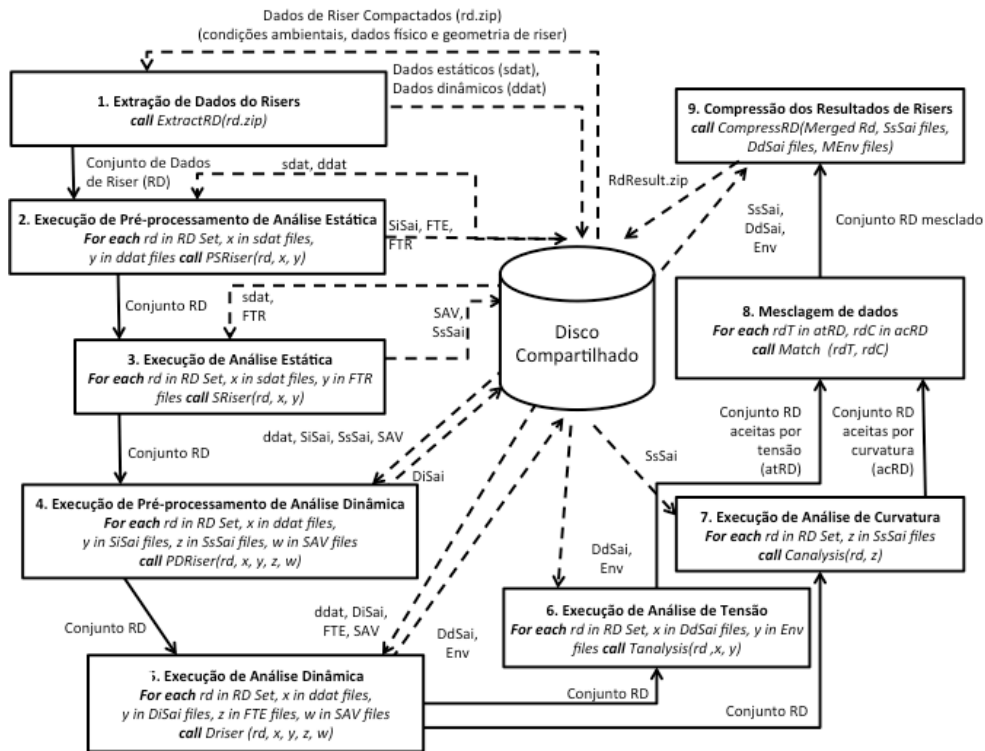 Dados de Riser Compactados (rd.zip)
(condições ambientais, dados físico e geometria de riser)
Dados estáticos (sdat),
Dados dinâmicos (ddat)
1. Extração de Dados do Risers
call ExtractRD(rd.zip)
Conjunto de Dados
de Riser (RD)
sdat, ddat
2. Execução de Pré-processamento de Análise Estática
For each rd in RD Set, x in sdat files,
y in ddat files call PSRiser(rd, x, y)
SiSai, FTE,
FTR
Conjunto RD
sdat,
FTR
SAV,
SsSai
3. Execução de Análise Estática
For each rd in RD Set, x in sdat files, y in FTR
files call SRiser(rd, x, y)
Conjunto RD
ddat, SiSai, SsSai, SAV
DiSai
4. Execução de Pré-processamento de Análise Dinâmica
For each rd in RD Set, x in ddat files,
y in SiSai files, z in SsSai files, w in SAV files
call PDRiser(rd, x, y, z, w)
Conjunto RD
ddat, DiSai,
FTE, SAV
DdSai,
Env
5. Execução de Análise Dinâmica
For each rd in RD Set, x in ddat files,
y in DiSai files, z in FTE files, w in SAV files
call Driser (rd, x, y, z, w)
Conjunto RD
Conjunto RD
Disco
Compartilhado
DdSai,
Env
6. Execução de Análise de Tensão
For each rd in RD Set, x in DdSai files, y in Env
files call Tanalysis(rd ,x, y)
SsSai
7. Execução de Análise de Curvatura
For each rd in RD Set, z in SsSai files
call Canalysis(rd, z)
Conjunto RD
aceitas por
tensão
(atRD)
Conjunto RD
aceitas por
curvatura
(acRD)
8. Mesclagem de dados
For each rdT in atRD, rdC in acRD
call Match (rdT, rdC)
Conjunto RD mesclado
SsSai,
DdSai,
Env
RdResult.zip
9. Compressão dos Resultados de Risers
call CompressRD(Merged Rd, SsSai files,
DdSai files, MEnv files)